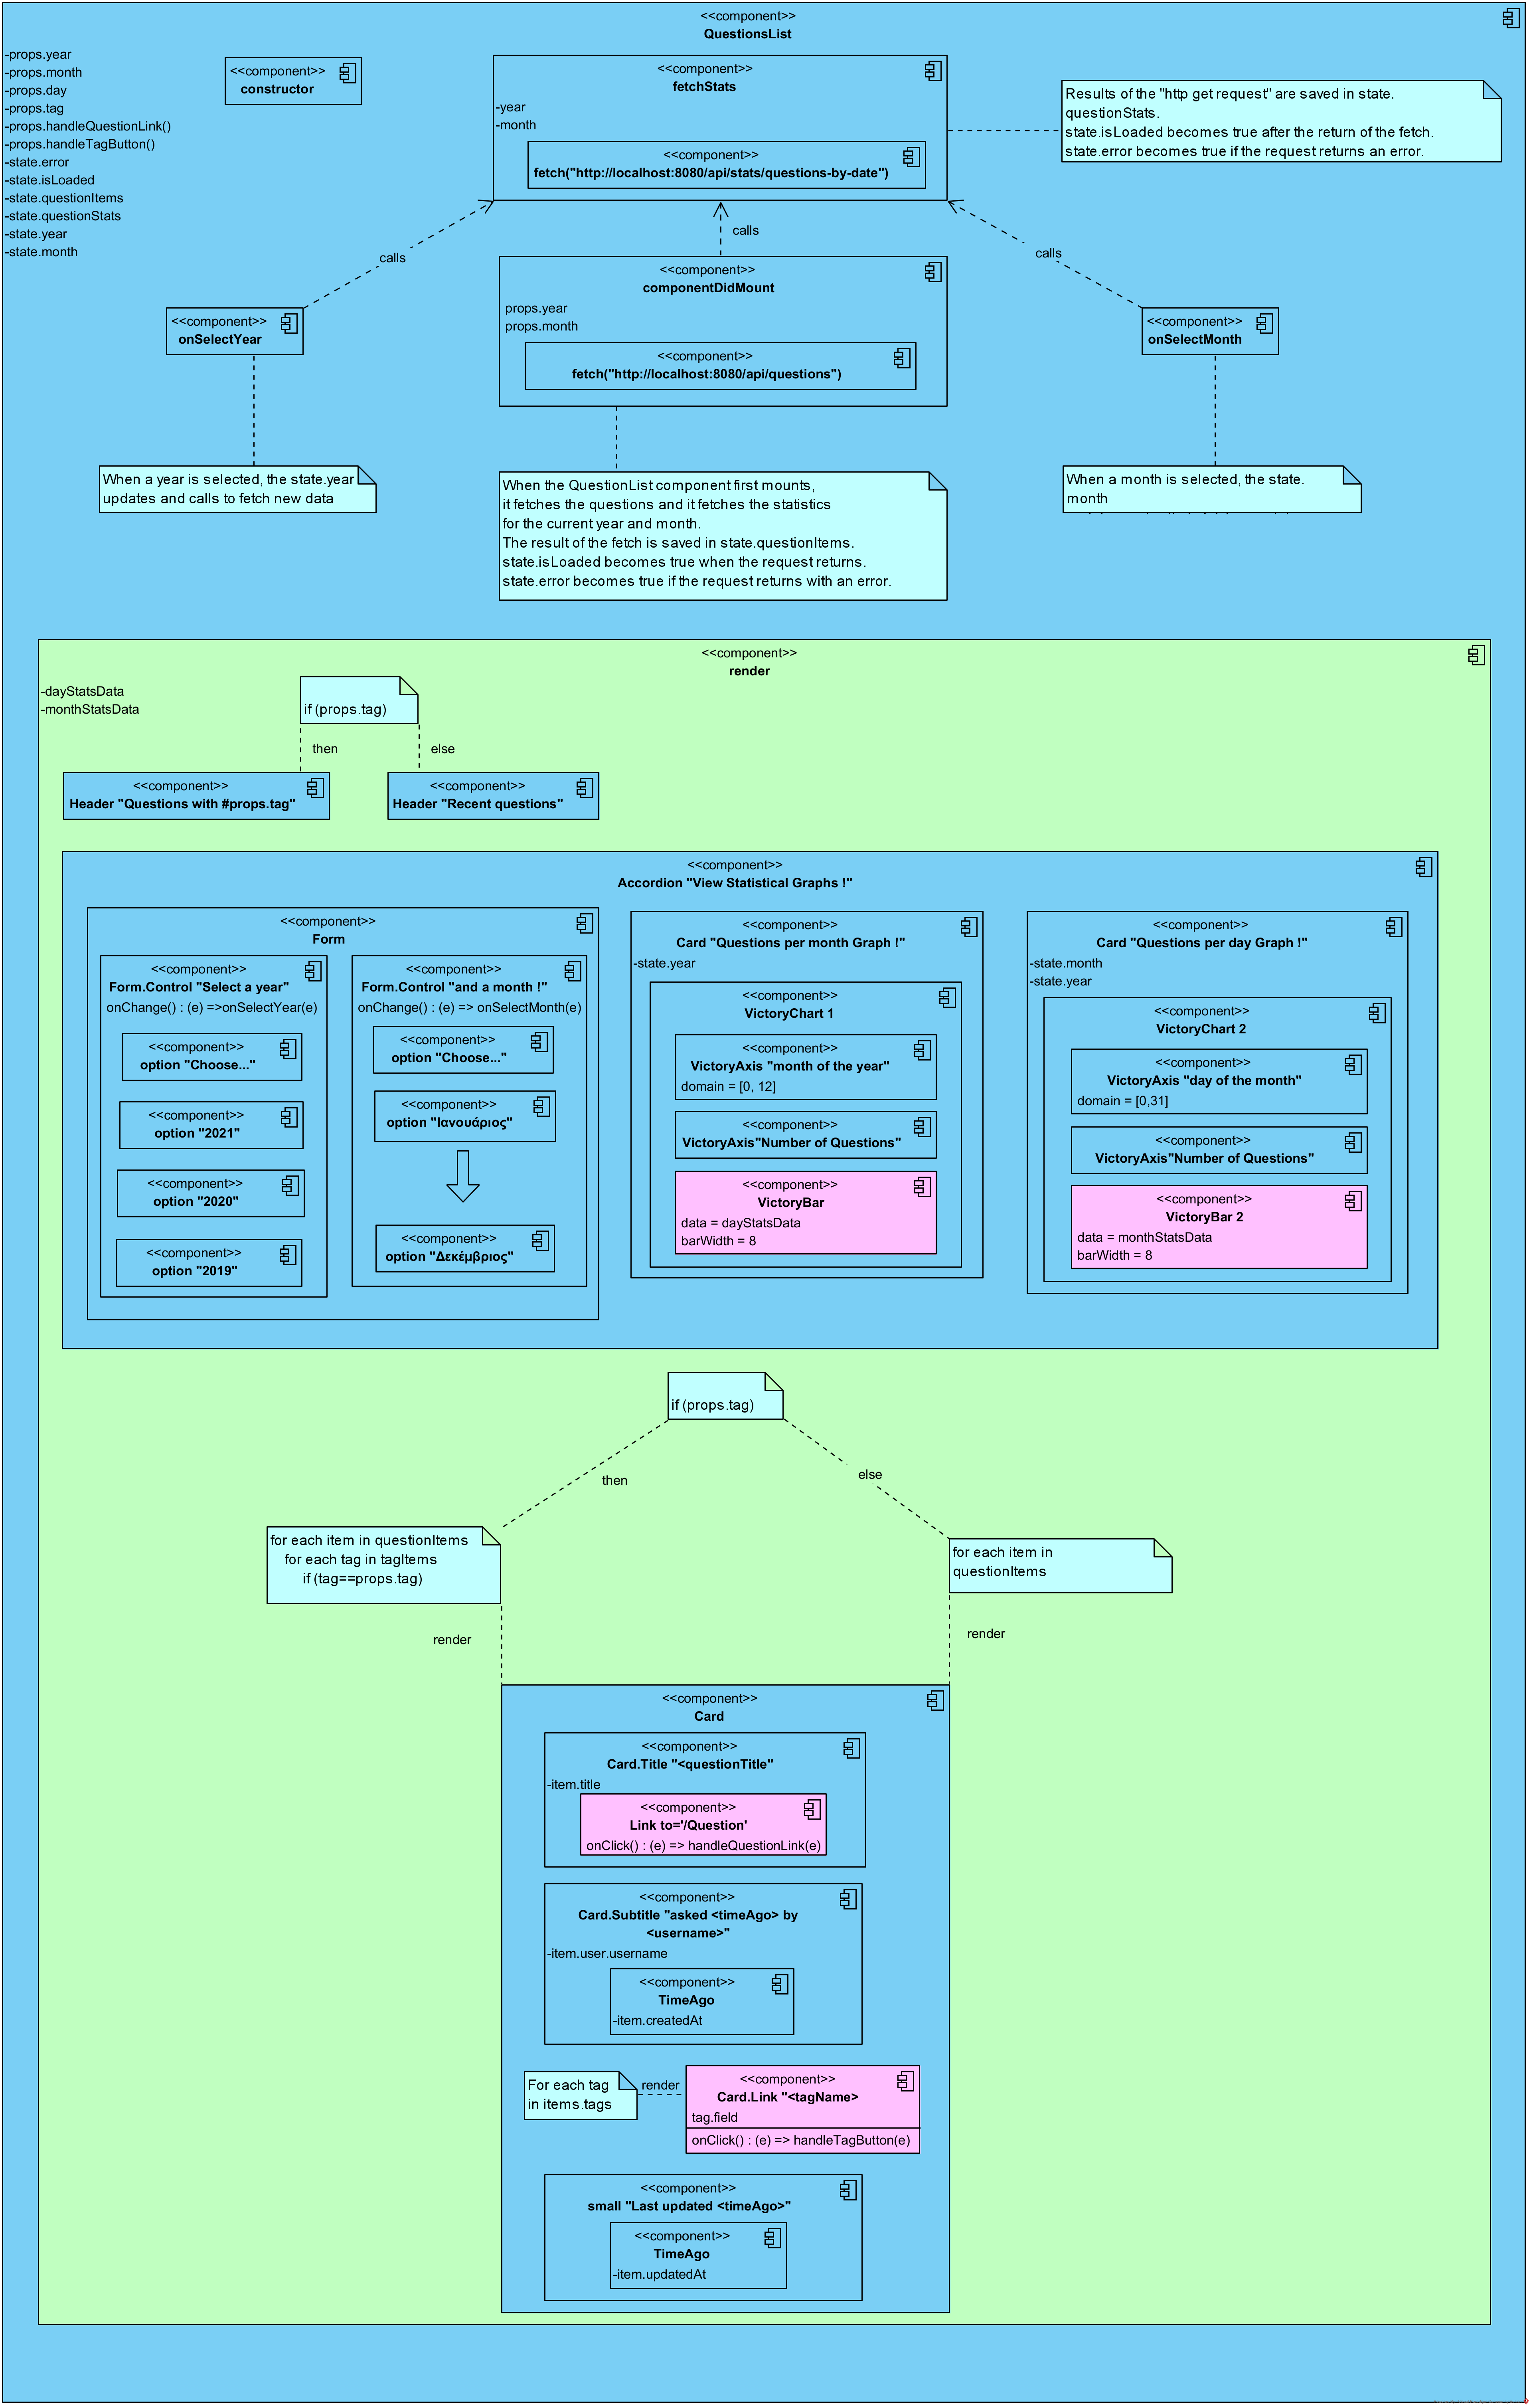 <<component>>
QuestionsList
-props.year
-props.month
-props.day
-props.tag
-props.handleQuestionLink()
-props.handleTagButton()
-state.error
-state.isLoaded
-state.questionItems
-state.questionStats
-state.year
-state.month
<<component>>
constructor
<<component>>
fetchStats
-year
-month
<<component>>
fetch("http://localhost:8080/api/stats/questions-by-date")
Results of the "http get request" are saved in state.
questionStats.
state.isLoaded becomes true after the return of the fetch.
state.error becomes true if the request returns an error.
calls
calls
calls
<<component>>
onSelectYear
<<component>>
componentDidMount
props.year
props.month
<<component>>
fetch("http://localhost:8080/api/questions")
<<component>>
onSelectMonth
When a year is selected, the state.year
updates and calls to fetch new data
When the QuestionList component first mounts,
it fetches the questions and it fetches the statistics
for the current year and month.
The result of the fetch is saved in state.questionItems.
state.isLoaded becomes true when the request returns.
state.error becomes true if the request returns with an error.
When a month is selected, the state.
month
<<component>>
render
-dayStatsData
-monthStatsData
if (props.tag)
then
else
<<component>>
Header "Questions with #props.tag"
<<component>>
Header "Recent questions"
<<component>>
Accordion "View Statistical Graphs !"
<<component>>
Form
<<component>>
Form.Control "Select a year"
onChange() : (e) =>onSelectYear(e)
<<component>>
option "Choose..."
<<component>>
option "2021"
<<component>>
option "2020"
<<component>>
option "2019"
<<component>>
Form.Control "and a month !"
onChange() : (e) => onSelectMonth(e)
<<component>>
option "Choose..."
<<component>>
option "Ιανουάριος"
<<component>>
option "Δεκέμβριος"
<<component>>
Card "Questions per month Graph !"
-state.year
<<component>>
VictoryChart 1
<<component>>
VictoryAxis "month of the year"
domain = [0, 12]
<<component>>
VictoryAxis"Number of Questions"
<<component>>
VictoryBar
data = dayStatsData
barWidth = 8
<<component>>
Card "Questions per day Graph !"
-state.month
-state.year
<<component>>
VictoryChart 2
<<component>>
VictoryAxis "day of the month"
domain = [0,31]
<<component>>
VictoryAxis"Number of Questions"
<<component>>
VictoryBar 2
data = monthStatsData
barWidth = 8
if (props.tag)
then
else
for each item in questionItems
for each tag in tagItems
if (tag==props.tag)
for each item in
questionItems
render
render
<<component>>
Card
<<component>>
Card.Title "<questionTitle"
-item.title
<<component>>
Link to='/Question'
onClick() : (e) => handleQuestionLink(e)
<<component>>
Card.Subtitle "asked <timeAgo> by
<username>"
-item.user.username
<<component>>
TimeAgo
-item.createdAt
For each tag
in items.tags
render
<<component>>
Card.Link "<tagName>
tag.field
onClick() : (e) => handleTagButton(e)
<<component>>
small "Last updated <timeAgo>"
<<component>>
TimeAgo
-item.updatedAt